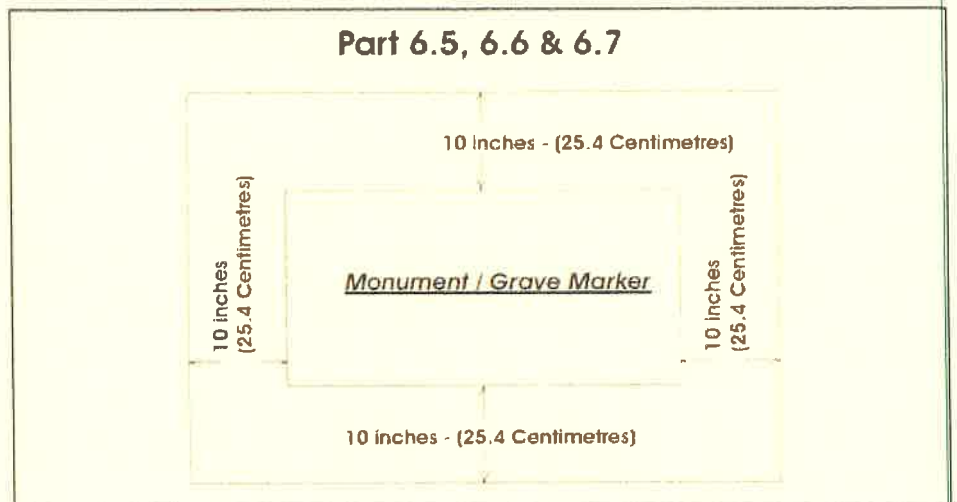 Part 6.5, 6.6 & 6.7
10 inches - (25.4 Centimetres)
10 inches
(25.4 Centimetres)
Monument / Grave Marker
10 inches
(25.4 Centimetres)
10 inches - (25.4 Centimetres)